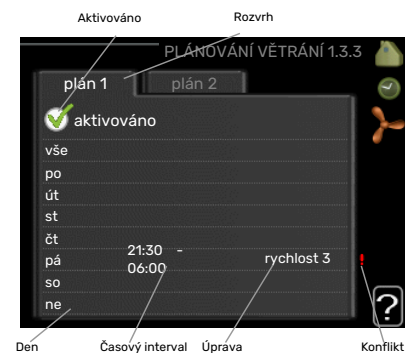 Aktivováno
Rozvrh
PLÁNOVÁNÍ VĚTRÁNÍ 1.3.3
plán 1
plán 2
aktivováno
vše
po
út
st
čt
pá
21:30 -
06:00
rychlost 3
!
so
ne
?
Den
Časový interval
Úprava
Konflikt